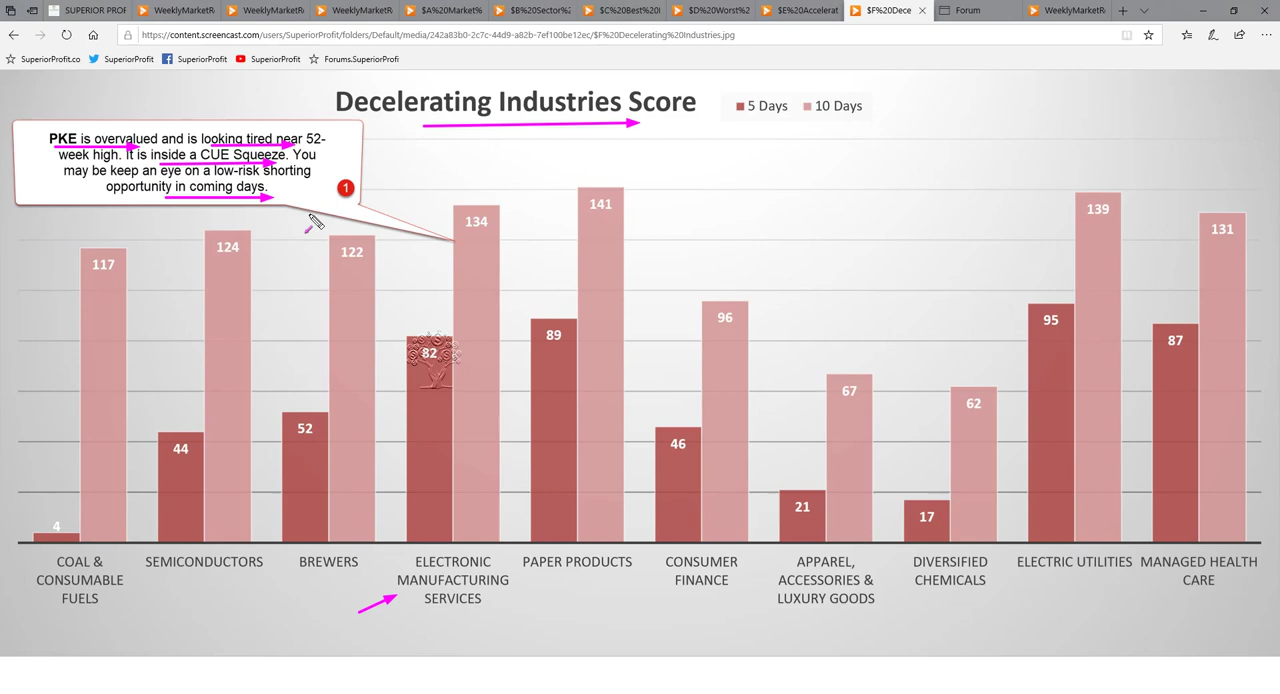 SUPERIOR PROF
WeeklyMarketRe
WeeklyMarketRe
WeeklyMarketRe
$A%20Market%
$B%20Sector%2
$C%20Best%20I
$D%20Worst%2
$E%20Accelerat
$F%20Dece
Forum
WeeklyMarketRe
https://content.screencast.com/users/SuperiorProfit/folders/Default/media/242a83b0-2c7c-44d9-a82b-7ef100be12ec/$F%20Decelerating%20Industries.jpg
SuperiorProfit.co
SuperiorProfit
SuperiorProfit
SuperiorProfit
Forums.SuperiorProfi
Decelerating Industries Score
5 Days
10 Days
PKE is overvalued and is looking tired near 52-
week high. It is inside a CUE Squeeze. You
may be keep an eye on a low-risk shorting
opportunity in coming days.
1
4
117
44
124
52
122
82
134
89
141
46
96
21
67
17
62
95
139
87
131
COAL &
CONSUMABLE
FUELS
SEMICONDUCTORS
BREWERS
ELECTRONIC
MANUFACTURING
SERVICES
PAPER PRODUCTS
CONSUMER
FINANCE
APPAREL,
ACCESSORIES &
LUXURY GOODS
DIVERSIFIED
CHEMICALS
ELECTRIC UTILITIES
MANAGED HEALTH
CARE